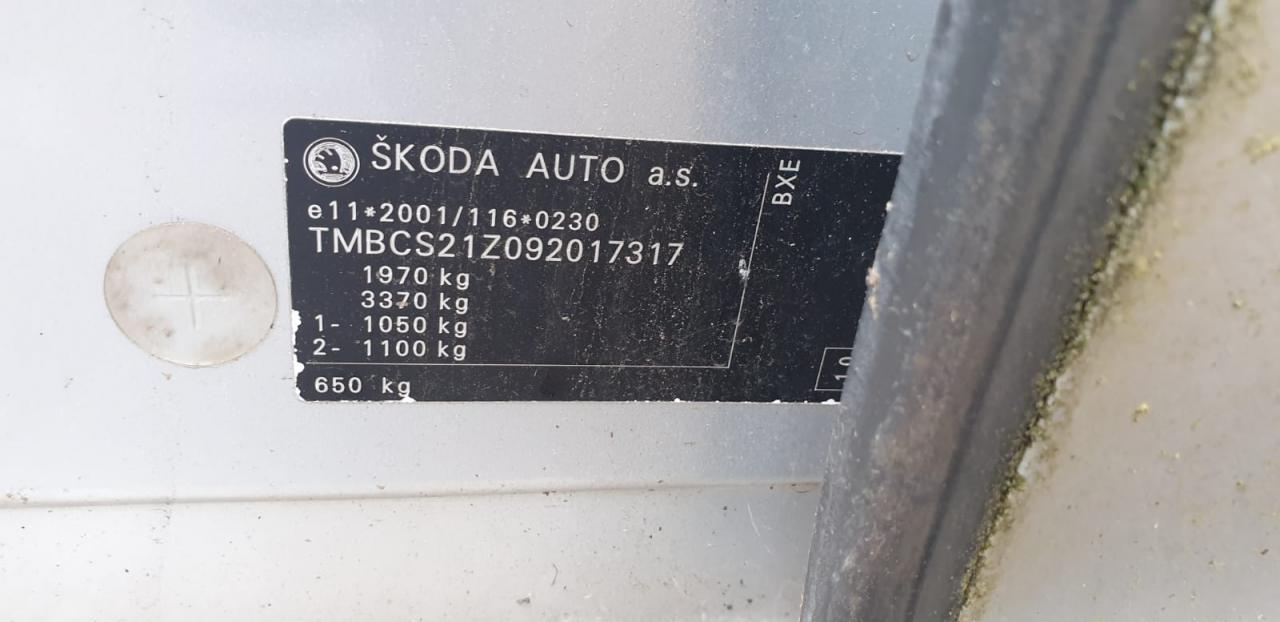 ŠKODA AUTO a.s.
BXE
e11*2001/116*0230
TMBCS21Z092017317
1970 kg
3370 kg
1- 1050 kg
2- 1100 kg
650 kg